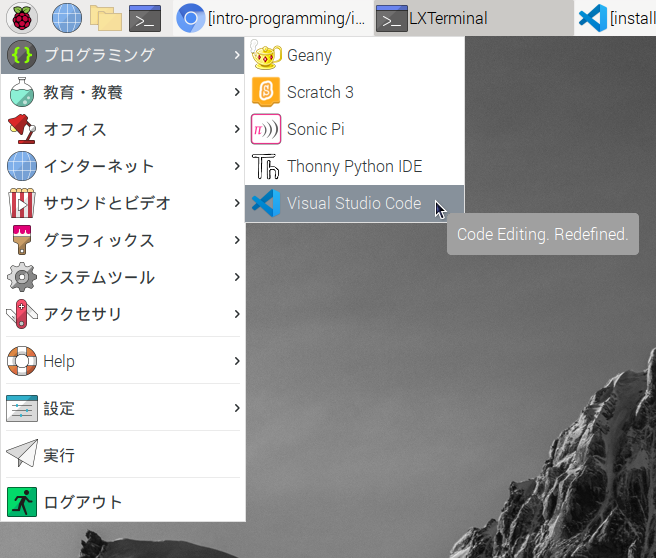 [intro-programming/i...
LXTerminal
[install
プログラミング
教育・教養
オフィス
インターネット
サウンドとビデオ
グラフィックス
システムツール
アクセサリ
Help
設定
実行
ログアウト
Geany
Scratch 3
Sonic Pi
Thonny Python IDE
Visual Studio Code
Code Editing. Redefined.